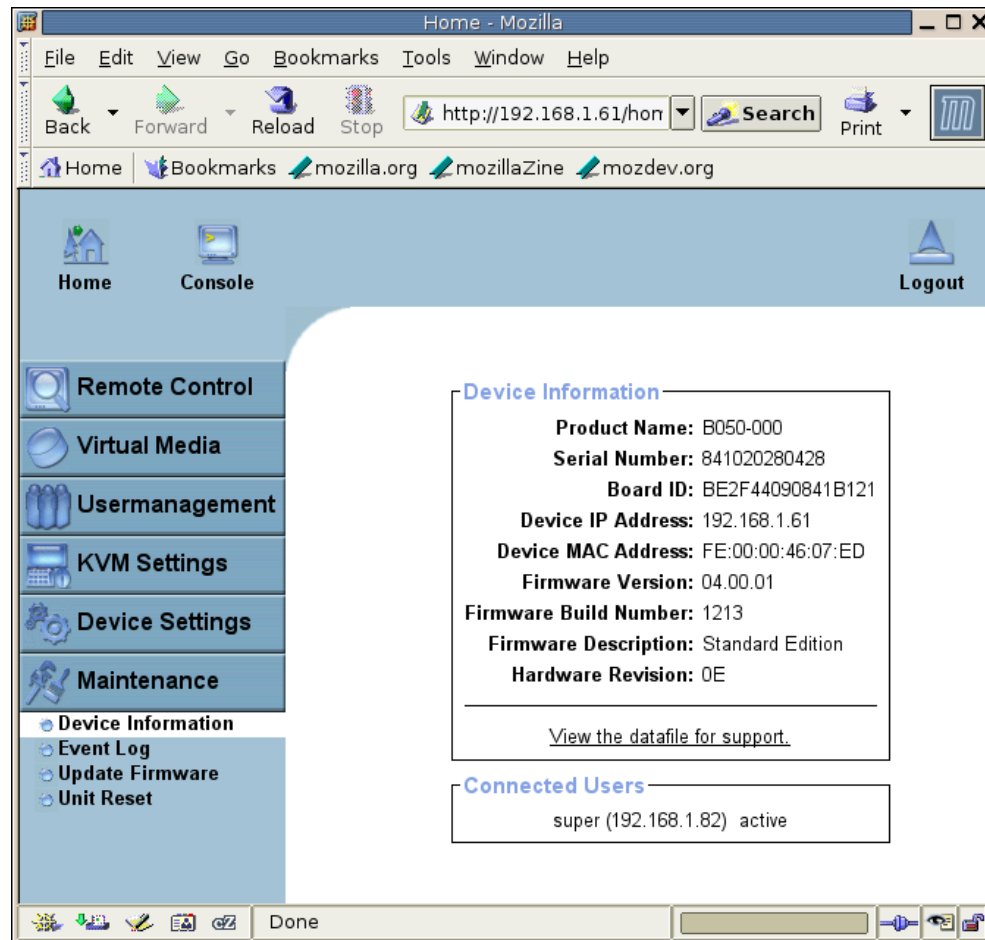 Home - Mozilla
File Edit View Go Bookmarks Tools Window Help
Back Forward Reload Stop http://192.168.1.61/hom Search Print
Home Bookmarks mozilla.org mozillaZine mozdev.org
Home Console Logout
Remote Control
Virtual Media
Usermanagement
KVM Settings
Device Settings
Maintenance
Device Information
Event Log
Update Firmware
Unit Reset
Device Information
Product Name: B050-000
Serial Number: 841020280428
Board ID: BE2F44090841B121
Device IP Address: 192.168.1.61
Device MAC Address: FE:00:00:46:07:ED
Firmware Version: 04.00.01
Firmware Build Number: 1213
Firmware Description: Standard Edition
Hardware Revision: 0E
View the datafile for support.
Connected Users
super (192.168.1.82) active
Done